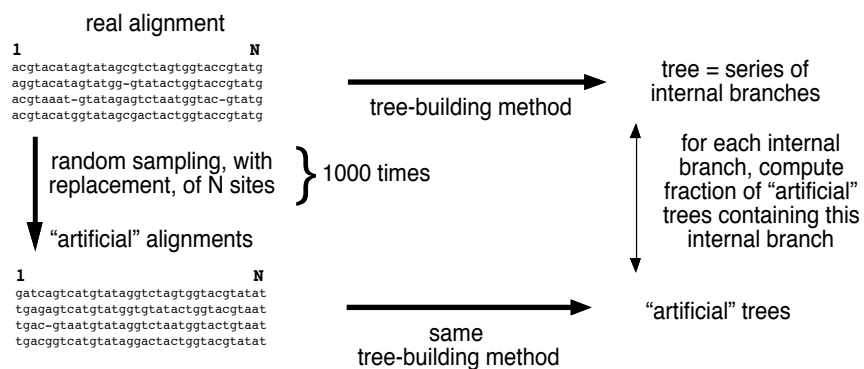 real alignment
1 N
acgtacatagtatagcgtctagtggtaccgtatg
aggtacatagtatgg-gtatactggtaccgtatg
acgtaaat-gtatagagtctaatggtac-gtatg
acgtacatggtatagcgactactggtaccgtatg
tree-building method
tree = series of
internal branches
random sampling, with
replacement, of N sites
} 1000 times
for each internal
branch, compute
fraction of “artificial”
trees containing this
internal branch
“artificial” alignments
1 N
gatcagtcatgtataggtctagtggtacgtatat
tgagagtcatgtatggtgtatactggtacgtaat
tgac-gtaatgtataggtctaatggtactgtaat
tgacggtcatgtataggactactggtacgtatat
same
tree-building method
“artificial” trees